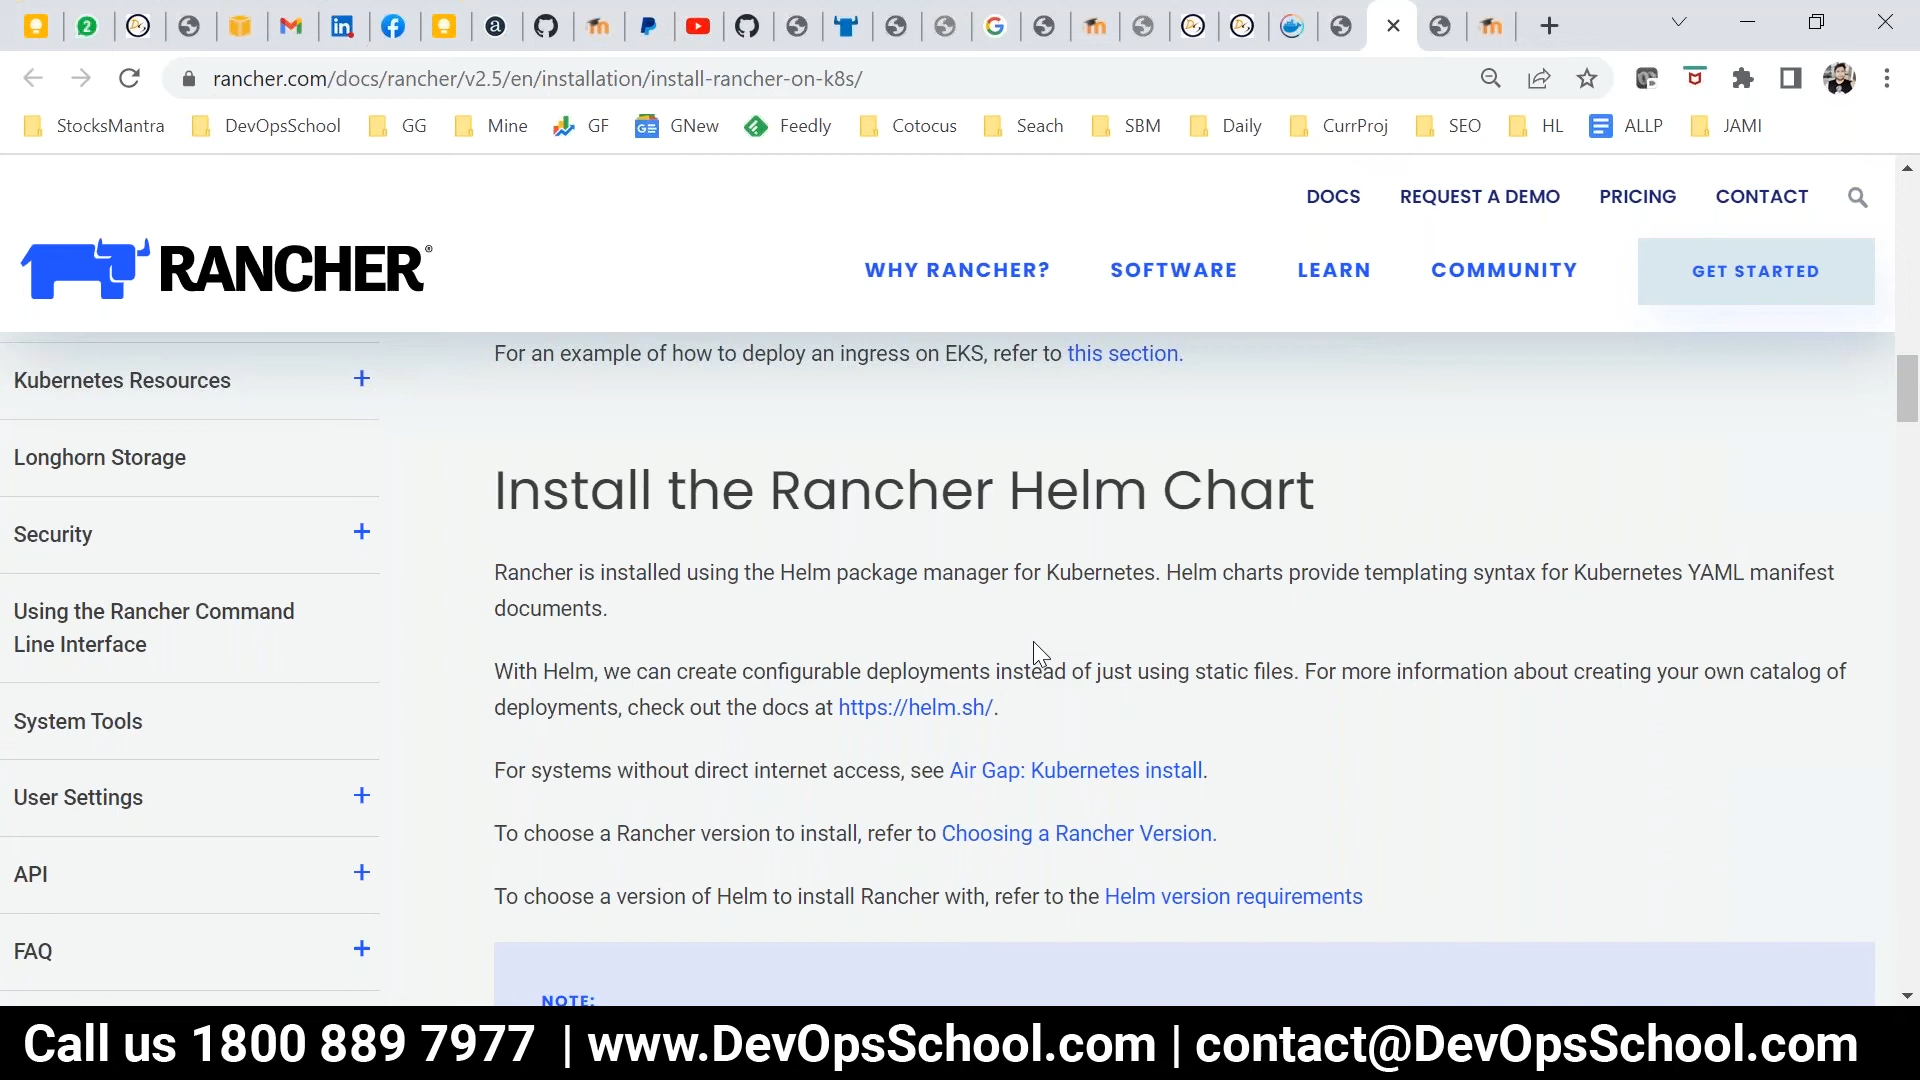 rancher.com/docs/rancher/v2.5/en/installation/install-rancher-on-k8s/
StocksMantra DevOpsSchool GG Mine GF GNew Feedly Cotocus Seach SBM Daily CurrProj SEO HL ALLP JAMI
DOCS REQUEST A DEMO PRICING CONTACT
RANCHER®
WHY RANCHER? SOFTWARE LEARN COMMUNITY GET STARTED
Kubernetes Resources +
Longhorn Storage
Security +
Using the Rancher Command
Line Interface
System Tools
User Settings +
API +
FAQ +
For an example of how to deploy an ingress on EKS, refer to this section.
Install the Rancher Helm Chart
Rancher is installed using the Helm package manager for Kubernetes. Helm charts provide templating syntax for Kubernetes YAML manifest
documents.
With Helm, we can create configurable deployments instead of just using static files. For more information about creating your own catalog of
deployments, check out the docs at https://helm.sh/.
For systems without direct internet access, see Air Gap: Kubernetes install.
To choose a Rancher version to install, refer to Choosing a Rancher Version.
To choose a version of Helm to install Rancher with, refer to the Helm version requirements
NOTE:
Call us 1800 889 7977 | www.DevOpsSchool.com | contact@DevOpsSchool.com